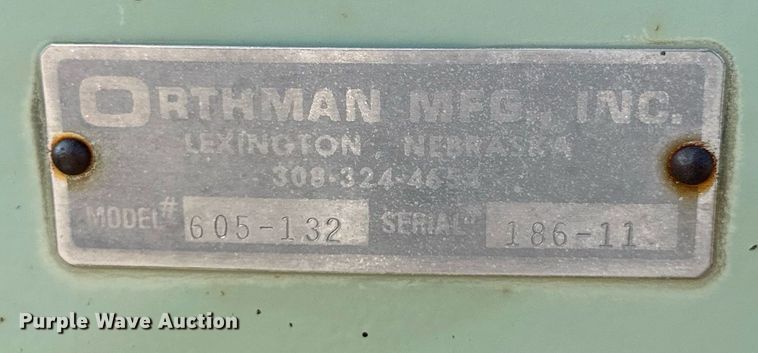 ORTHMAN MFG., INC.
LEXINGTON, NEBRASKA
MODEL# 605-132 SERIAL# 186-11
Purple Wave Auction